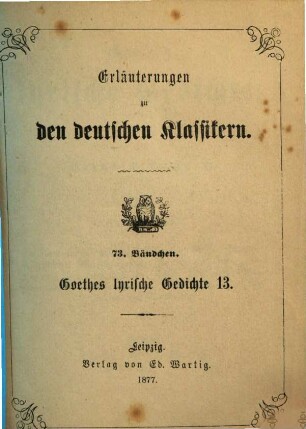 Erläuterungen
zu
den deutschen Klassikern.
73. Bändchen.
Goethes lyrische Gedichte 13.
Leipzig.
Verlag von Ed. Wartig.
1877.